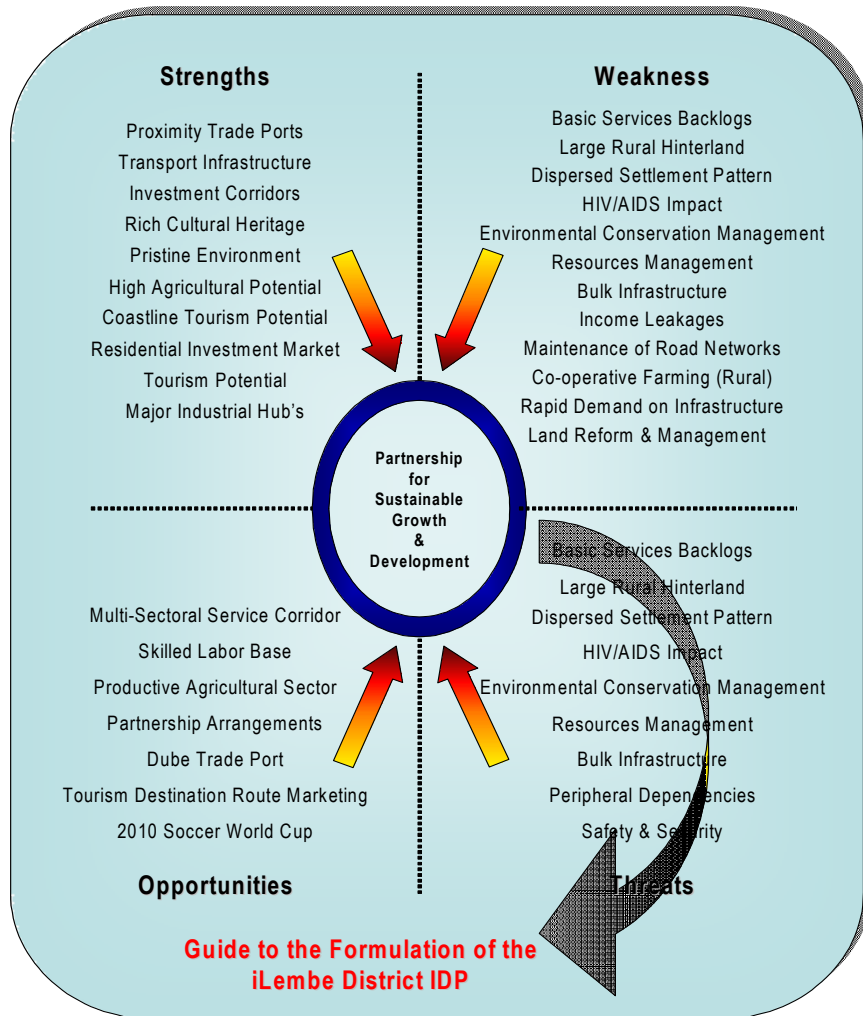 Strengths
Proximity Trade Ports
Transport Infrastructure
Investment Corridors
Rich Cultural Heritage
Pristine Environment
High Agricultural Potential
Coastline Tourism Potential
Residential Investment Market
Tourism Potential
Major Industrial Hub's
Weakness
Basic Services Backlogs
Large Rural Hinterland
Dispersed Settlement Pattern
HIV/AIDS Impact
Environmental Conservation Management
Resources Management
Bulk Infrastructure
Income Leakages
Maintenance of Road Networks
Co-operative Farming (Rural)
Rapid Demand on Infrastructure
Land Reform & Management
Partnership
for
Sustainable
Growth
&
Development
Multi-Sectoral Service Corridor
Skilled Labor Base
Productive Agricultural Sector
Partnership Arrangements
Dube Trade Port
Tourism Destination Route Marketing
2010 Soccer World Cup
Opportunities
Basic Services Backlogs
Large Rural Hinterland
Dispersed Settlement Pattern
HIV/AIDS Impact
Environmental Conservation Management
Resources Management
Bulk Infrastructure
Peripheral Dependencies
Safety & Security
Threats
Guide to the Formulation of the
iLembe District IDP